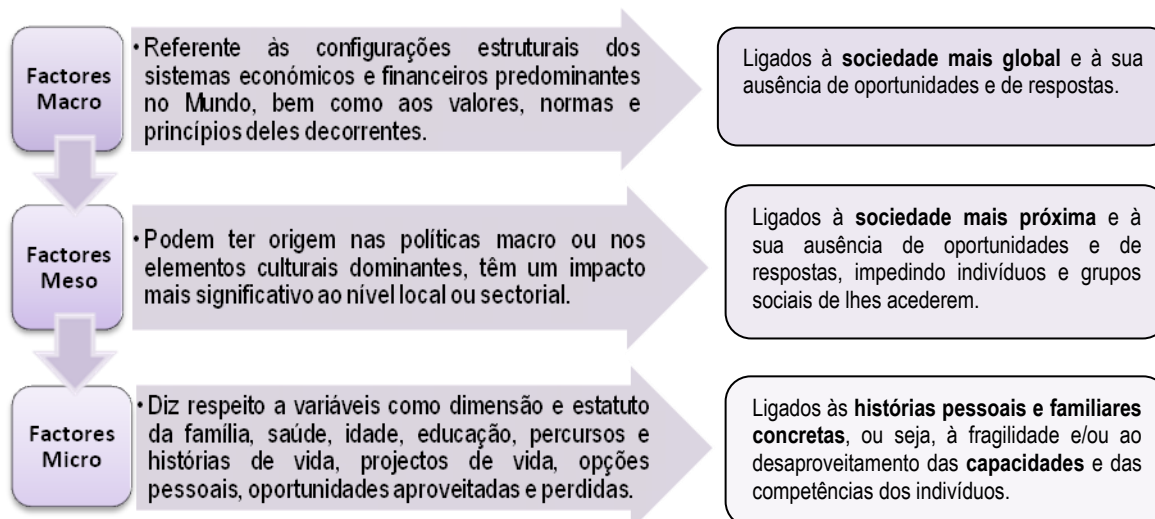 Factores
Macro
• Referente às configurações estruturais dos
sistemas económicos e financeiros predominantes
no Mundo, bem como aos valores, normas e
princípios deles decorrentes.
Ligados à sociedade mais global e à sua
ausência de oportunidades e de respostas.
Factores
Meso
• Podem ter origem nas políticas macro ou nos
elementos culturais dominantes, têm um impacto
mais significativo ao nível local ou sectorial.
Ligados à sociedade mais próxima e à
sua ausência de oportunidades e de
respostas, impedindo indivíduos e grupos
sociais de lhes acederem.
Factores
Micro
• Diz respeito a variáveis como dimensão e estatuto
da família, saúde, idade, educação, percursos e
histórias de vida, projectos de vida, opções
pessoais, oportunidades aproveitadas e perdidas.
Ligados às histórias pessoais e familiares
concretas, ou seja, à fragilidade e/ou ao
desaproveitamento das capacidades e das
competências dos indivíduos.